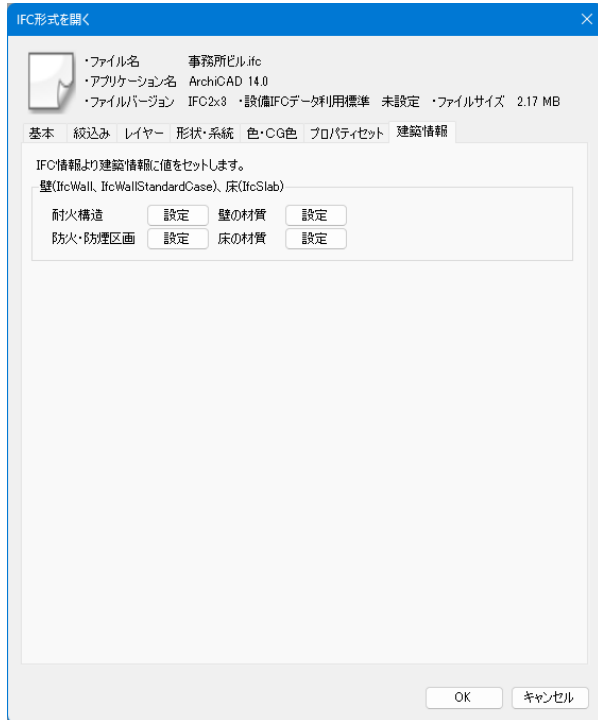 IFC形式を開く
・ファイル名 事務所ビル.ifc
・アプリケーション名 ArchiCAD 14.0
・ファイルバージョン IFC2x3 ・設備IFCデータ利用標準 未設定 ・ファイルサイズ 2.17 MB
基本 絞込み レイヤー 形状・系統 色・CG色 プロパティセット 建築情報
IFC情報より建築情報に値をセットします。
壁(IfcWall、IfcWallStandardCase)、床(IfcSlab)
耐火構造 設定 壁の材質 設定
防火・防煙区画 設定 床の材質 設定
OK キャンセル